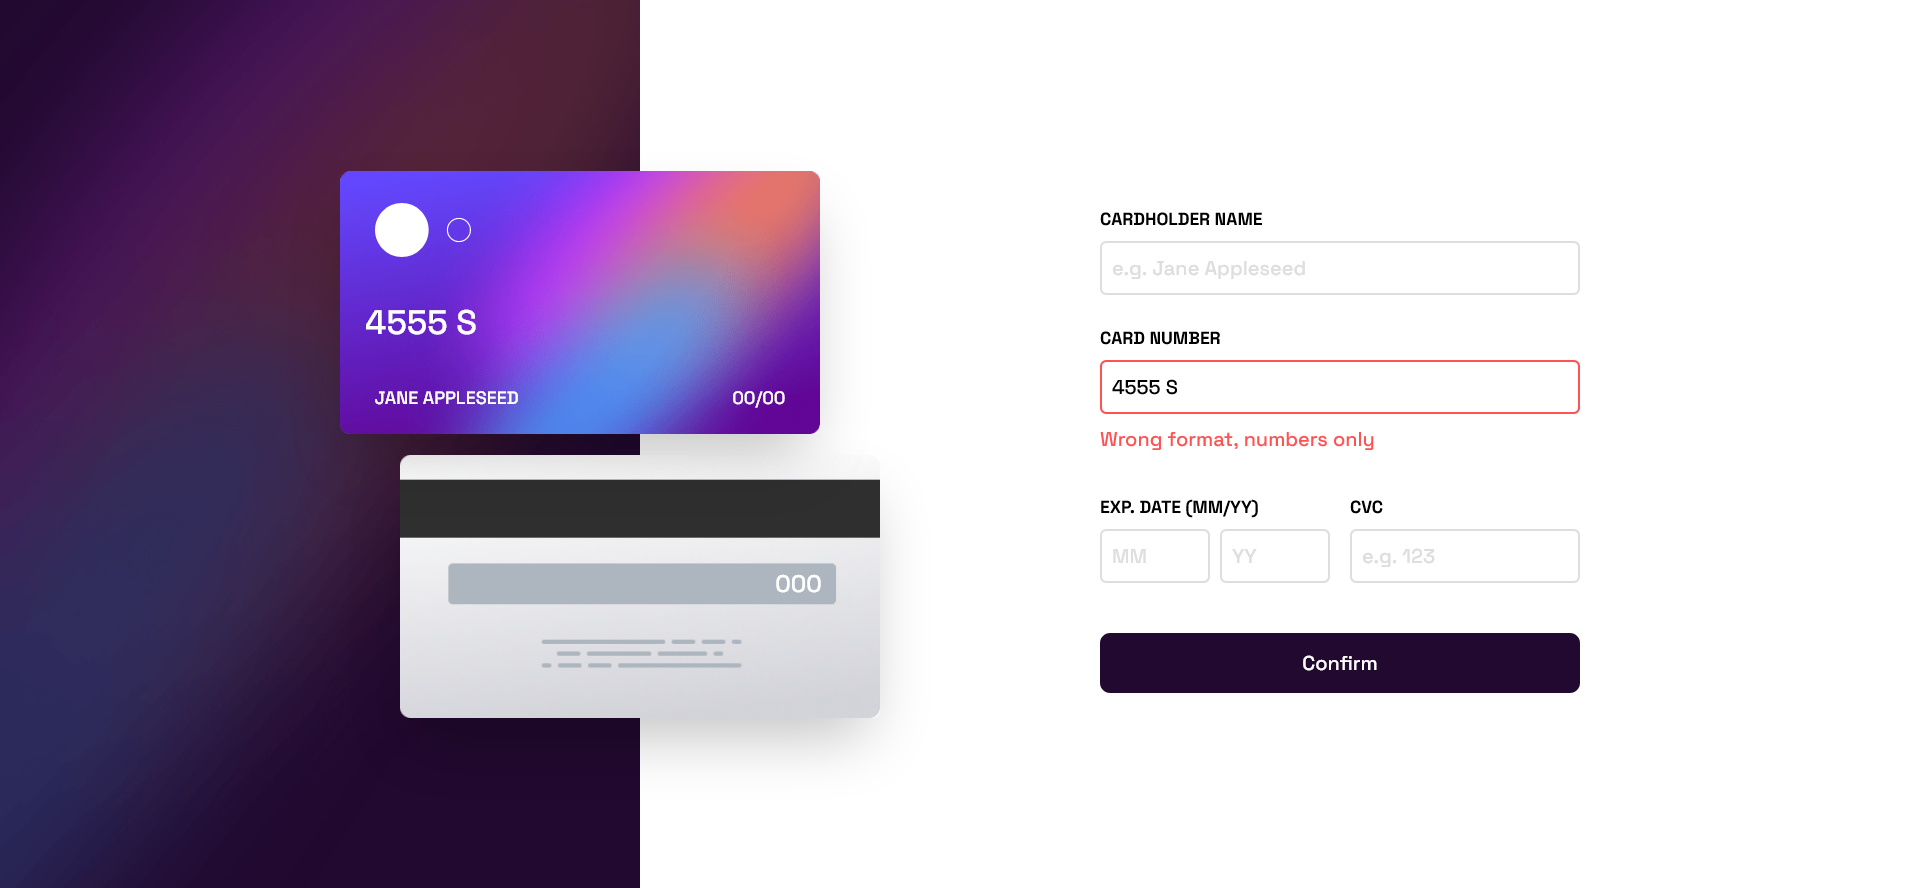 4555 S
JANE APPLESEED 00/00
000
CARDHOLDER NAME
e.g. Jane Appleseed
CARD NUMBER
4555 S
Wrong format, numbers only
EXP. DATE (MM/YY) CVC
MM YY e.g. 123
Confirm